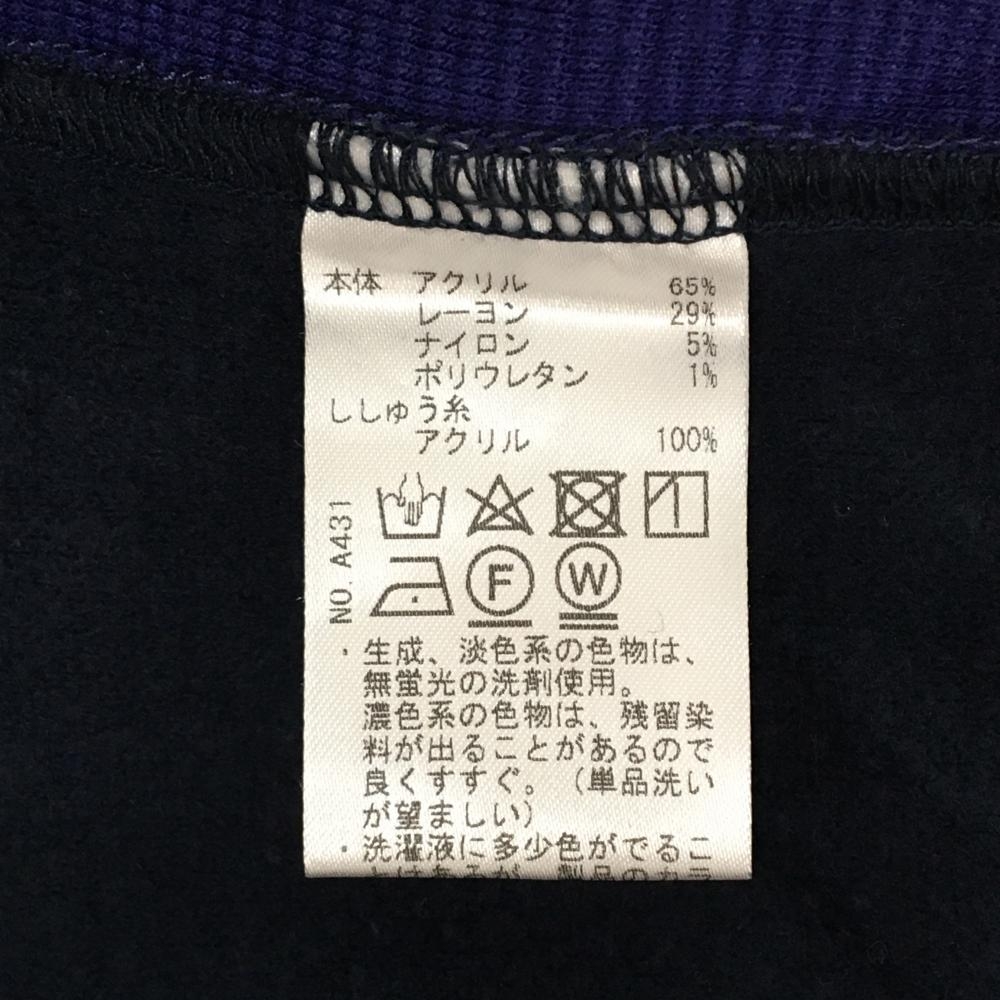 本体 アクリル 65%
レーヨン 29%
ナイロン 5%
ポリウレタン 1%
ししゅう糸
アクリル 100%
NO. A431
F W
・生成、淡色系の色物は、
無蛍光の洗剤使用。
濃色系の色物は、残留染
料が出ることがあるので
良くすすぐ。（単品洗い
が望ましい）
・洗濯液に多少色がでるこ